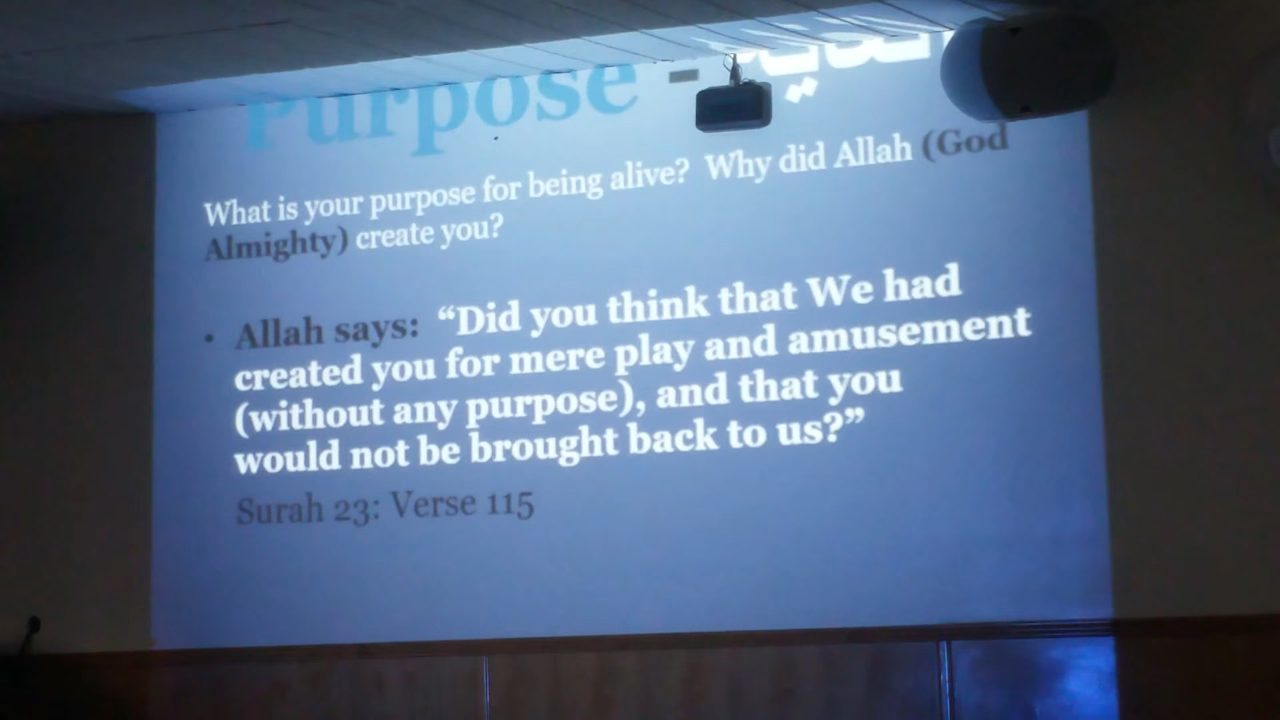 Purpose -
What is your purpose for being alive? Why did Allah (God
Almighty) create you?
• Allah says: “Did you think that We had
created you for mere play and amusement
(without any purpose), and that you
would not be brought back to us?”
Surah 23: Verse 115